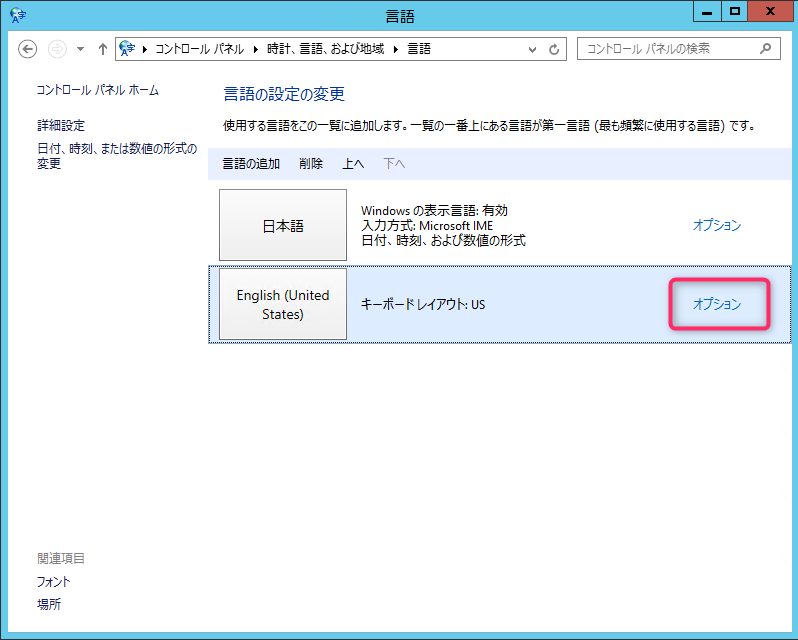 言語
コントロール パネル ▸ 時計、言語、および地域 ▸ 言語
コントロール パネルの検索
コントロール パネル ホーム
詳細設定
日付、時刻、または数値の形式の
変更
言語の設定の変更
使用する言語をこの一覧に追加します。一覧の一番上にある言語が第一言語 (最も頻繁に使用する言語) です。
言語の追加 削除 上へ 下へ
日本語
Windows の表示言語: 有効
入力方式: Microsoft IME
日付、時刻、および数値の形式
オプション
English (United
States)
キーボード レイアウト: US
オプション
関連項目
フォント
場所